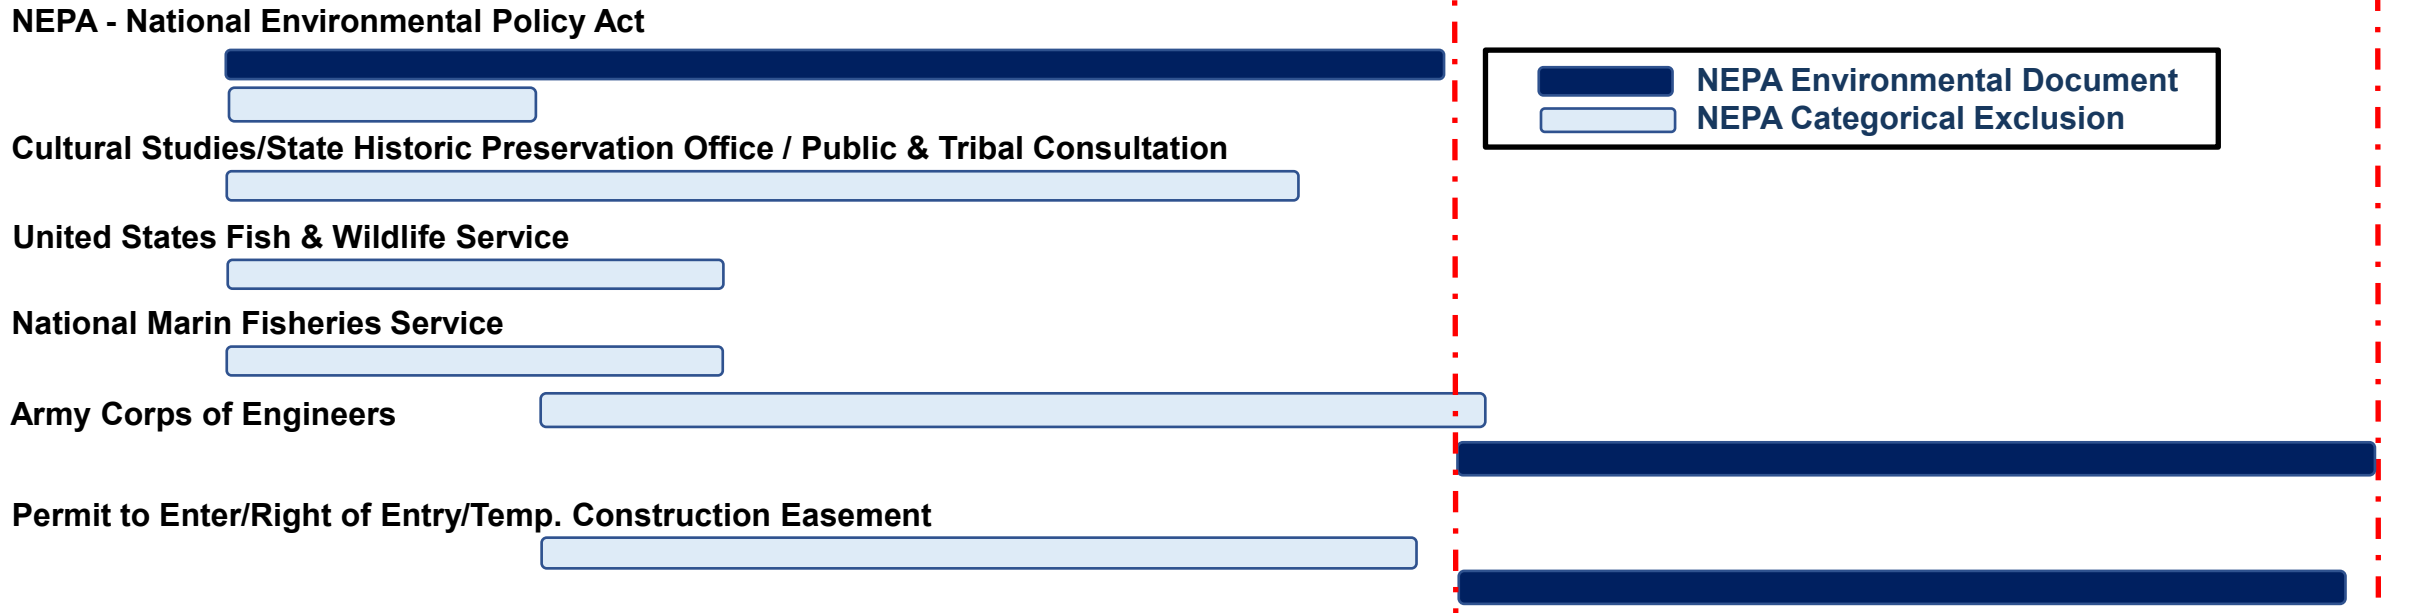 NEPA - National Environmental Policy Act
NEPA Environmental Document
NEPA Categorical Exclusion
Cultural Studies/State Historic Preservation Office / Public & Tribal Consultation
United States Fish & Wildlife Service
National Marin Fisheries Service
Army Corps of Engineers
Permit to Enter/Right of Entry/Temp. Construction Easement